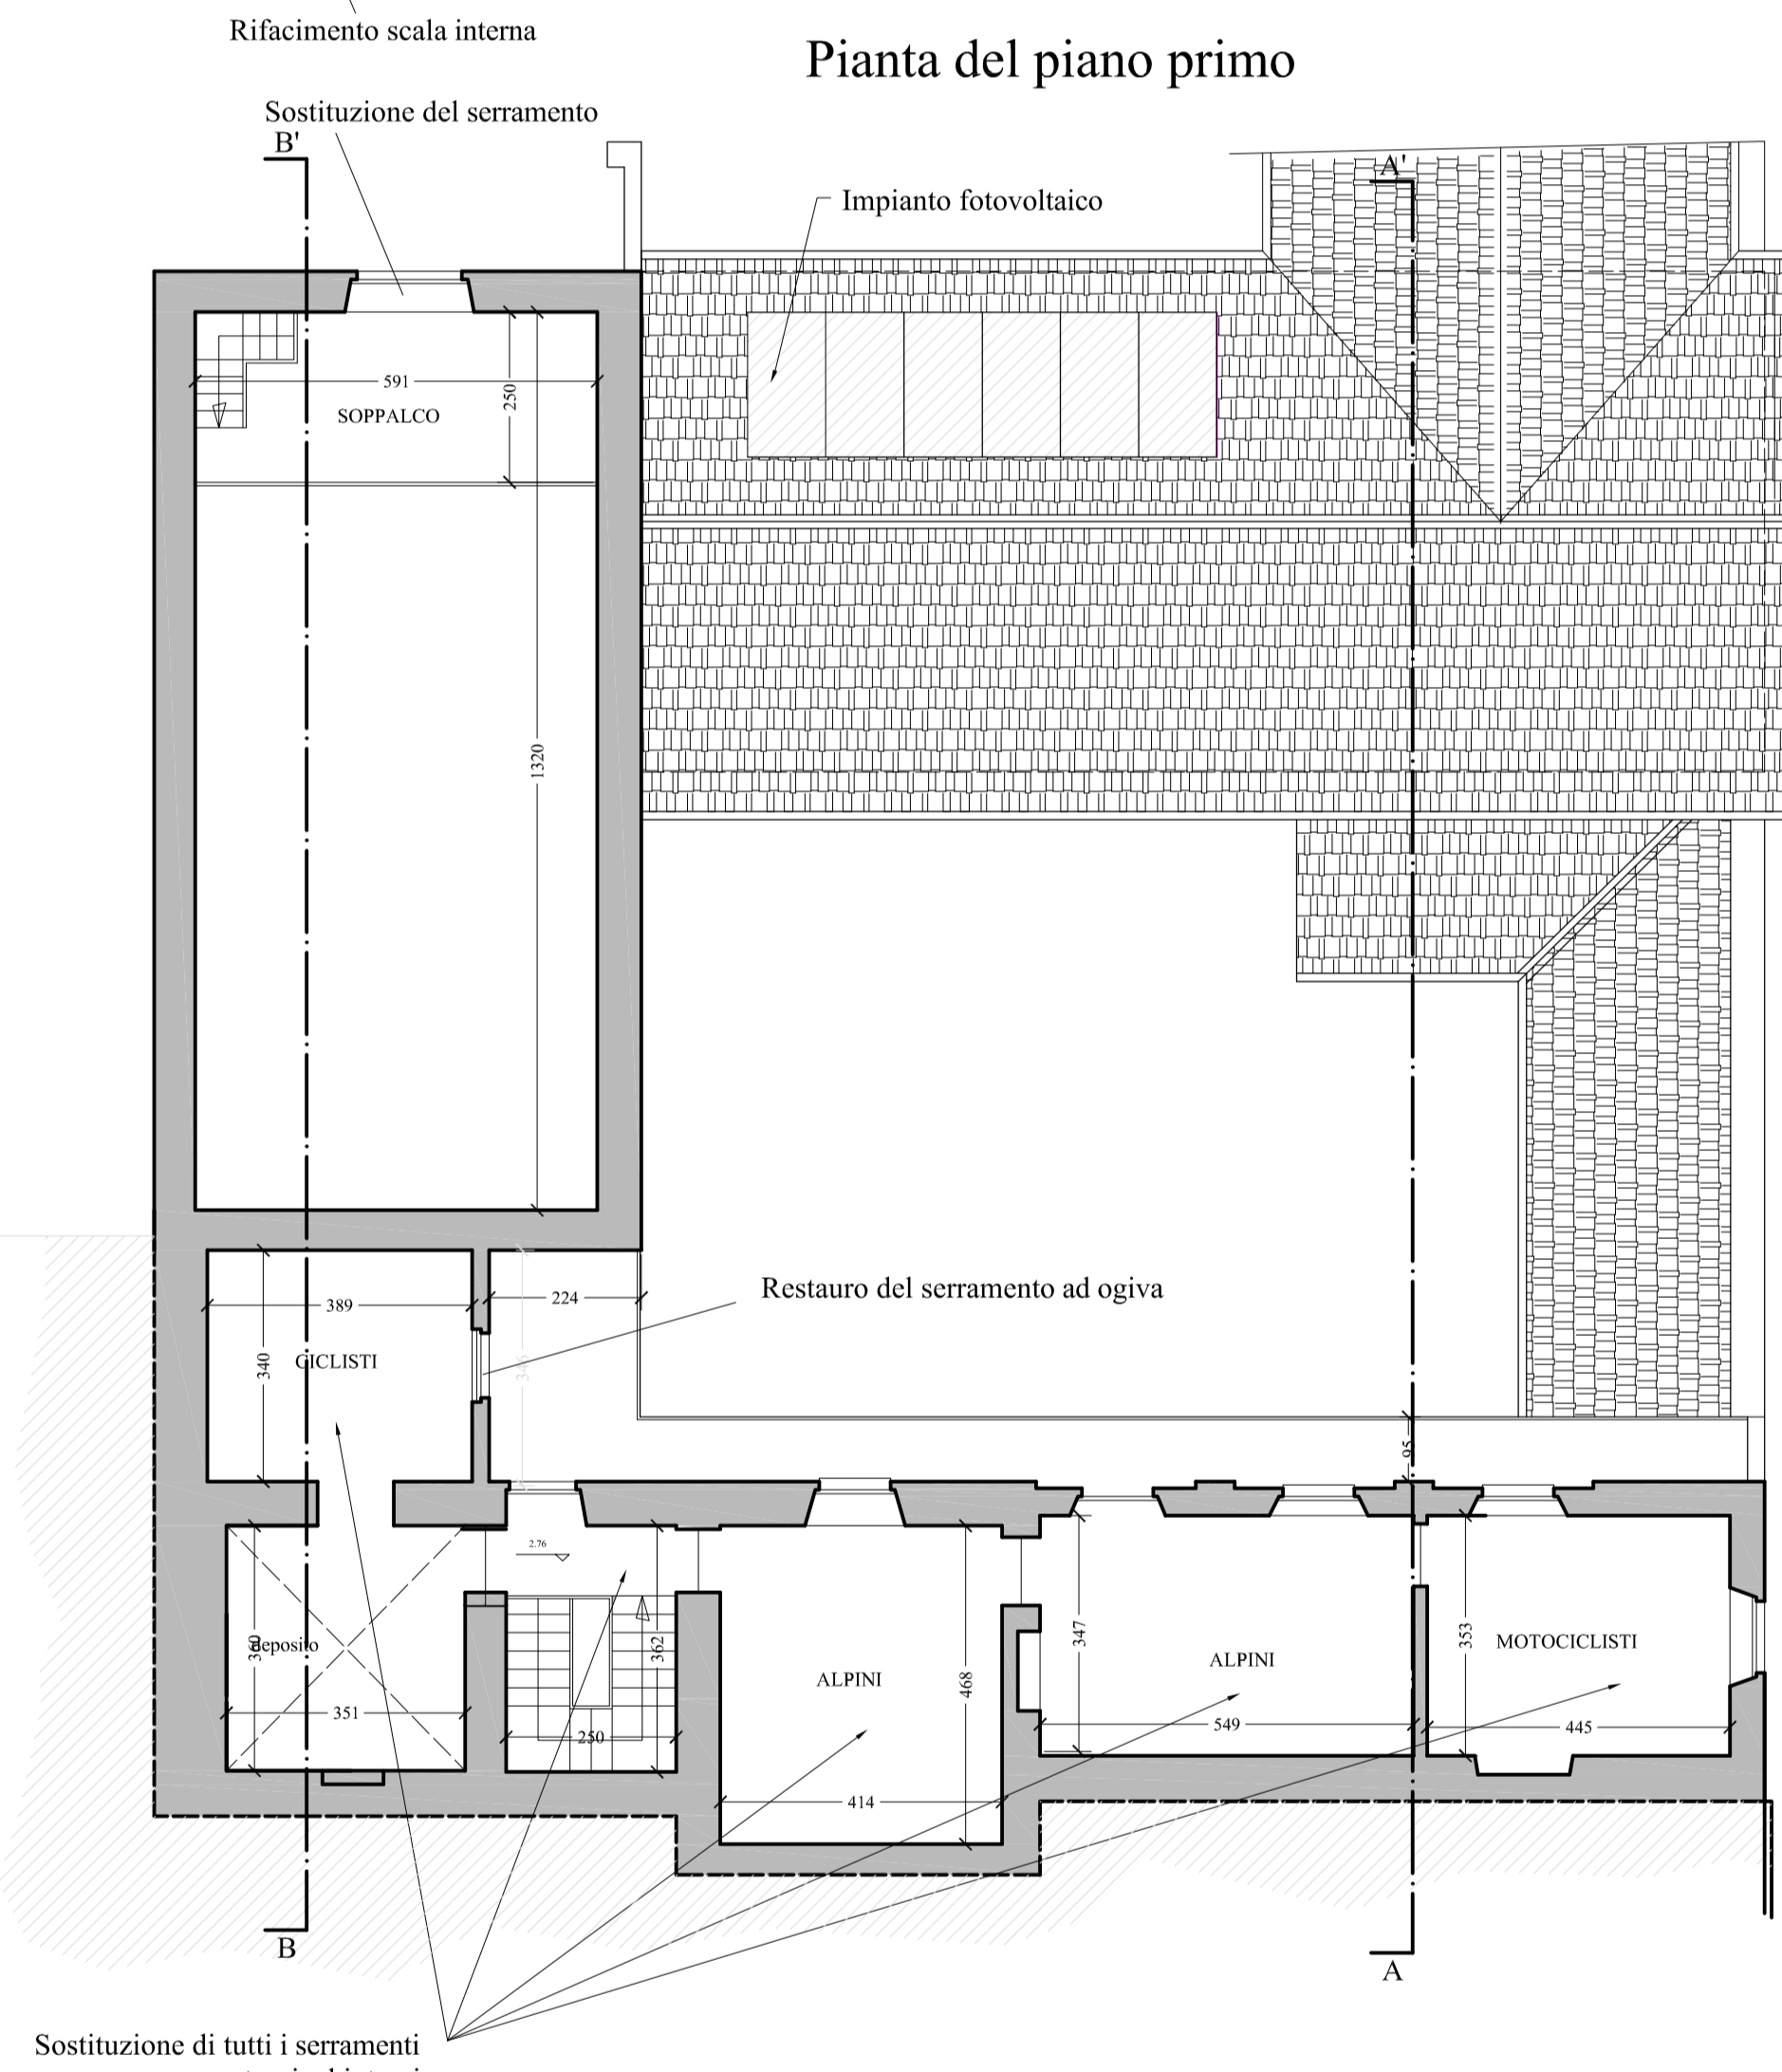 Rifacimento scala interna
Pianta del piano primo
Sostituzione del serramento
B'
A'
Impianto fotovoltaico
591
250
SOPPALCO
1320
Restauro del serramento ad ogiva
389
224
340
CICLISTI
345
95
2.76
360
deposito
362
347
353
MOTOCICLISTI
ALPINI
ALPINI
468
351
250
549
445
414
B
A
Sostituzione di tutti i serramenti